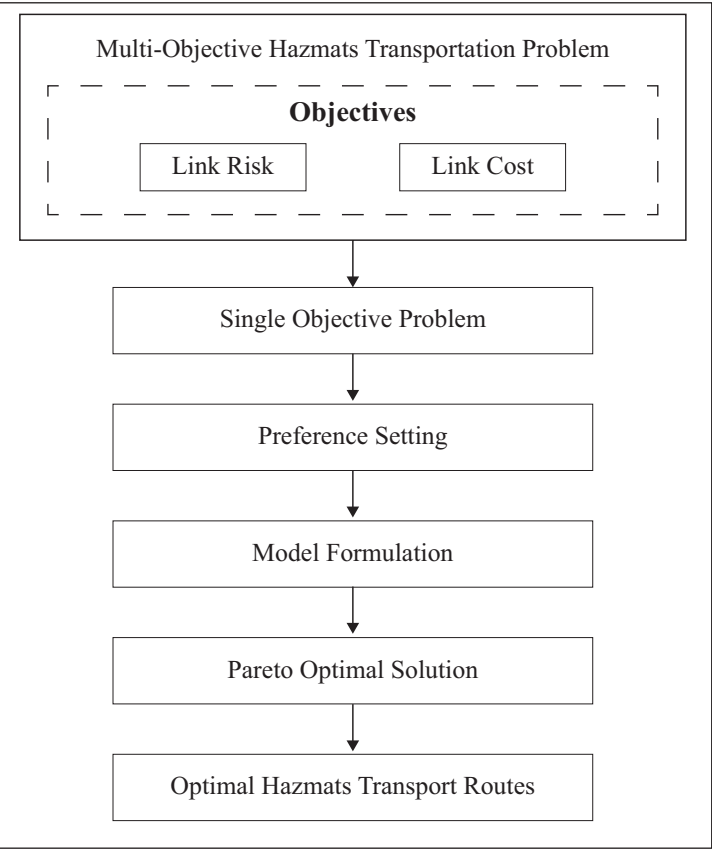 Multi-Objective Hazmats Transportation Problem
Objectives
Link Risk
Link Cost
Single Objective Problem
Preference Setting
Model Formulation
Pareto Optimal Solution
Optimal Hazmats Transport Routes